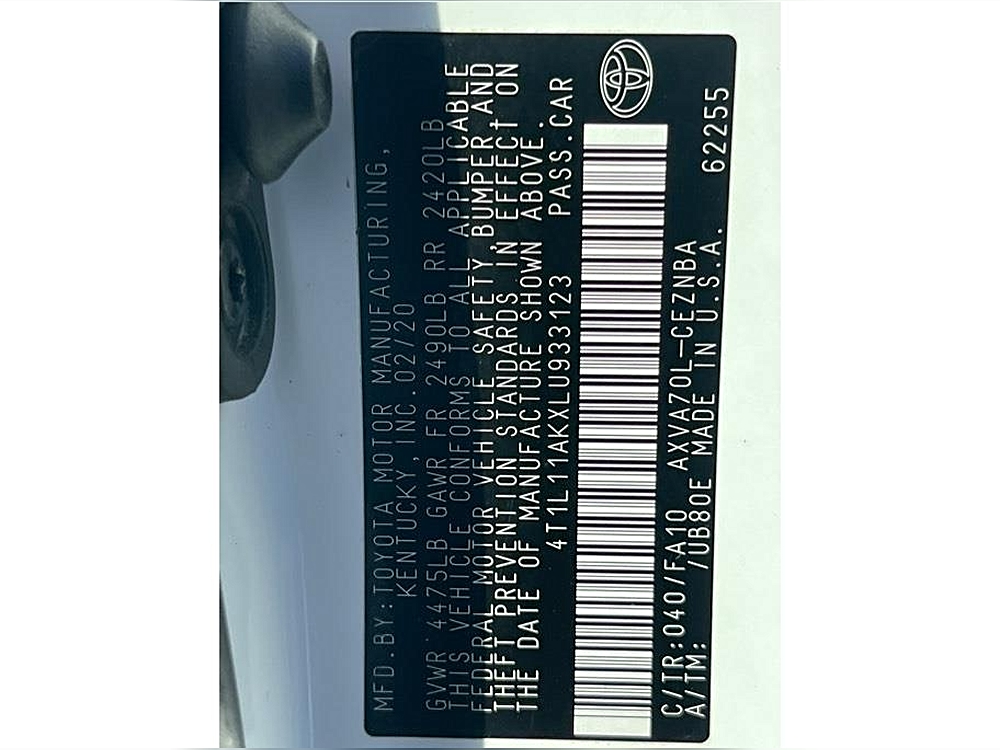 MFD.BY:TOYOTA MOTOR MANUFACTURING,
KENTUCKY,INC.02/20
GVWR 4475LB GAWR FR 2490LB RR 2420LB
THIS VEHICLE CONFORMS TO ALL APPLICABLE
FEDERAL MOTOR VEHICLE SAFETY,BUMPER,AND
THEFT PREVENTION STANDARDS IN EFFECT ON
THE DATE OF MANUFACTURE SHOWN ABOVE.
4T1L11AKXLU933123 PASS.CAR
C/TR:040/FA10 AXVA70L-CEZNBA
A/TM: /UB80E MADE IN U.S.A. 62255